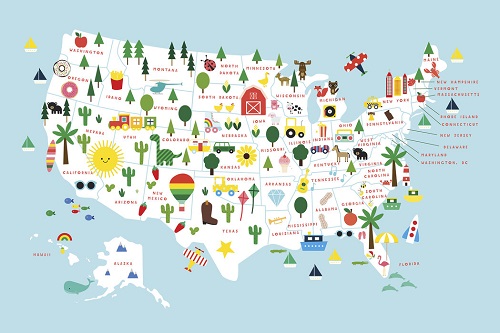 WASHINGTON
MONTANA
NORTH
DAKOTA
MINNESOTA
MAINE
OREGON
IDAHO
WYOMING
SOUTH DAKOTA
WISCONSIN
MICHIGAN
NEW YORK
NEW HAMPSHIRE
VERMONT
MASSACHUSETTS
RHODE ISLAND
CONNECTICUT
NEW JERSEY
DELAWARE
MARYLAND
WASHINGTON, DC
NEVADA
UTAH
COLORADO
NEBRASKA
IOWA
ILLINOIS
INDIANA
OHIO
PENNSYLVANIA
WEST
VIRGINIA
VIRGINIA
CALIFORNIA
ARIZONA
NEW
MEXICO
KANSAS
MISSOURI
KENTUCKY
NORTH
CAROLINA
TENNESSEE
SOUTH
CAROLINA
OKLAHOMA
ARKANSAS
TEXAS
LOUISIANA
MISSISSIPPI
ALABAMA
GEORGIA
FLORIDA
HAWAII
ALASKA